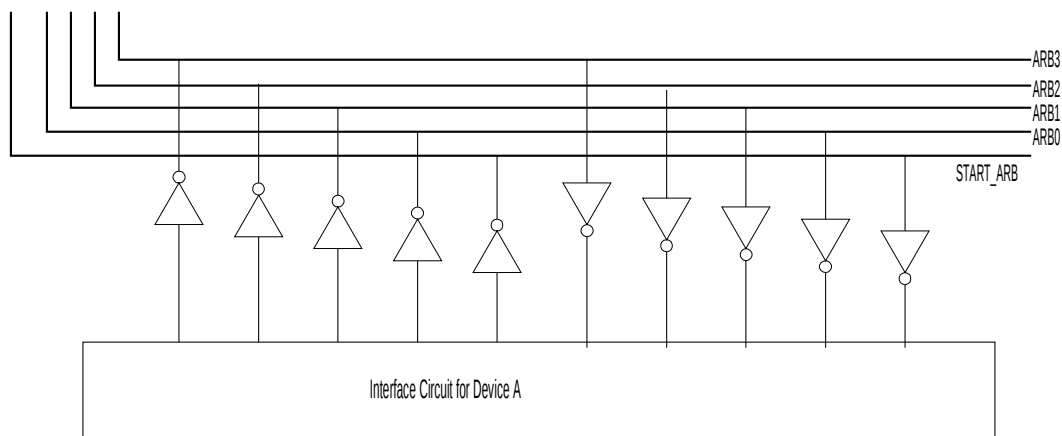 ARB3
ARB2
ARB1
ARB0
START_ARB
Interface Circuit for Device A